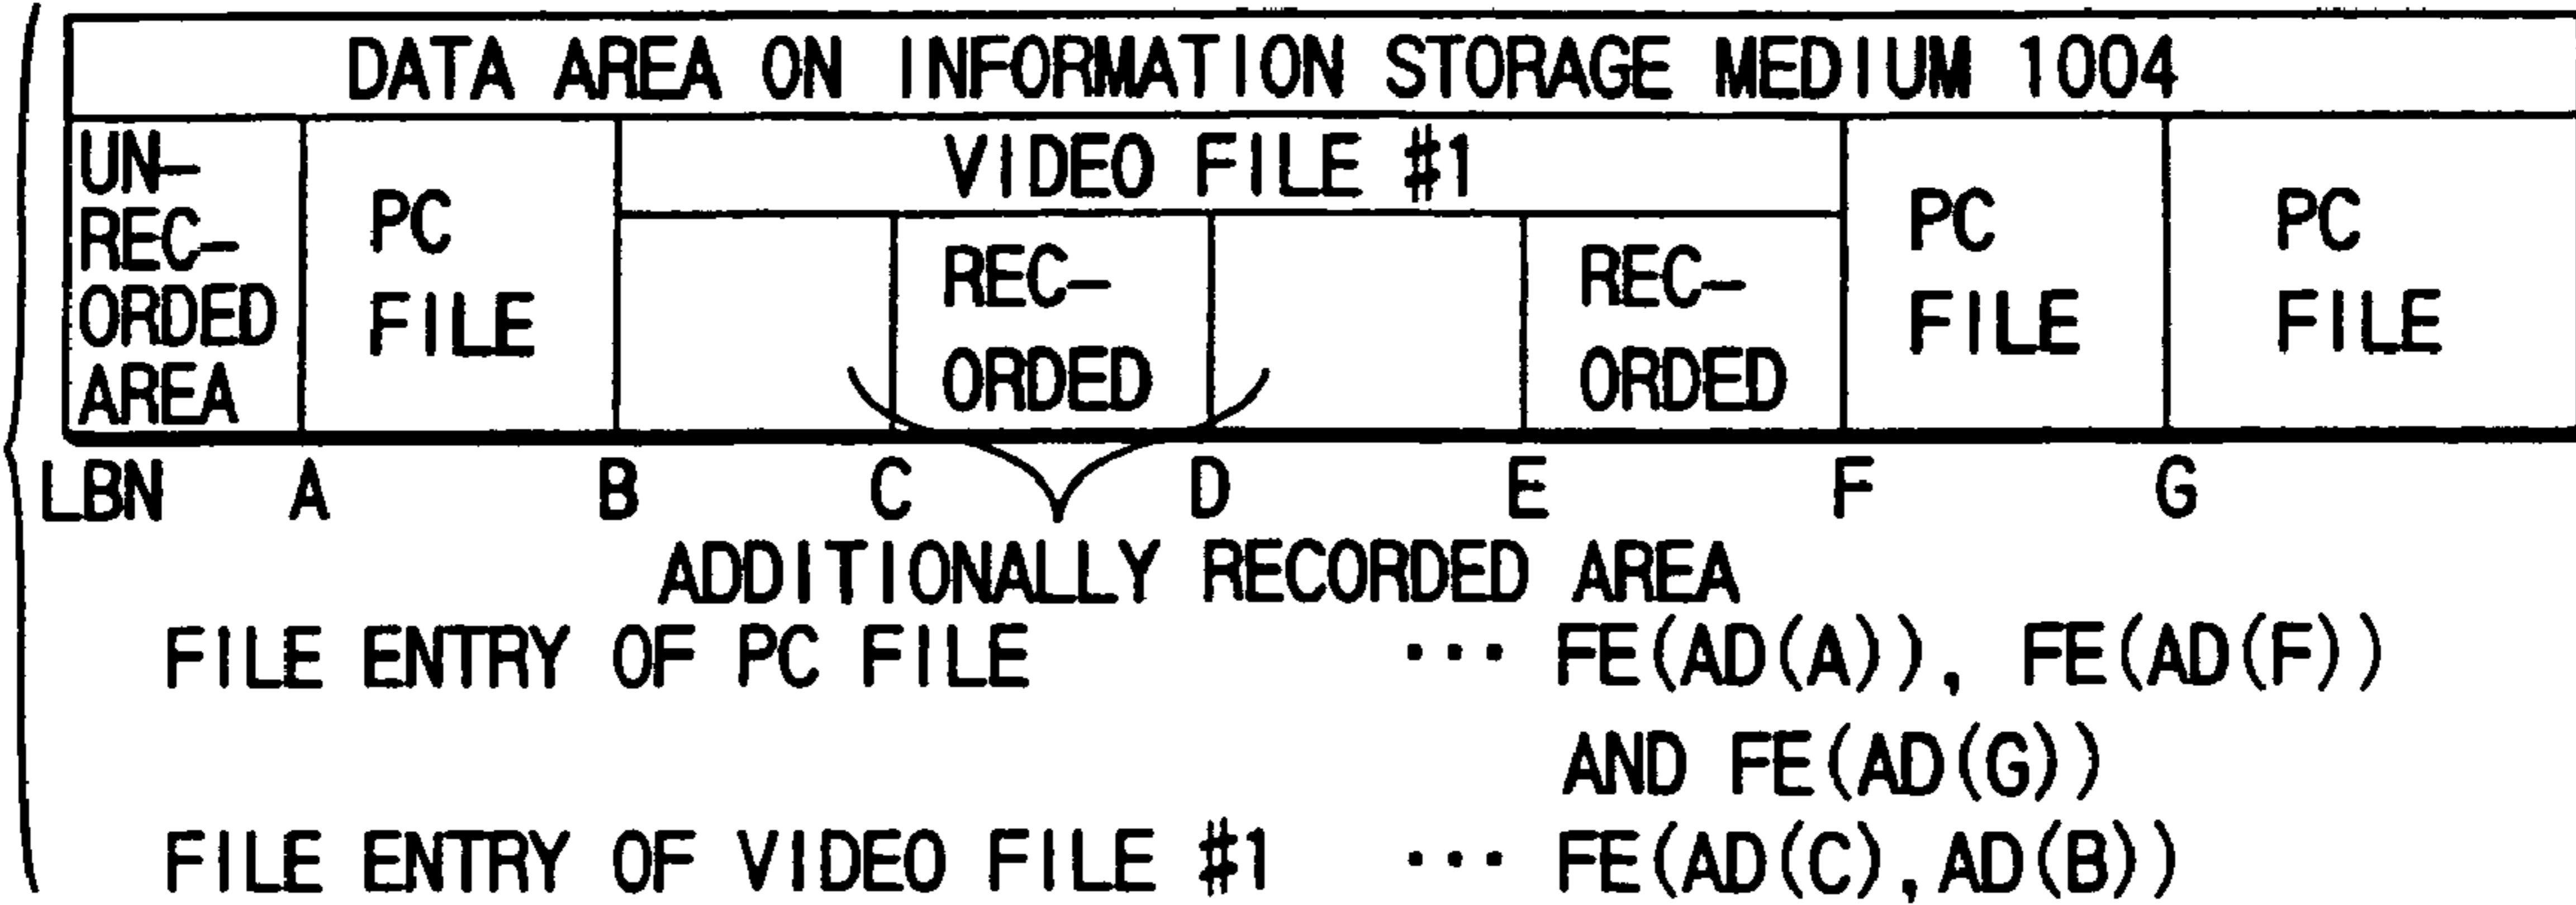 DATA AREA ON INFORMATION STORAGE MEDIUM 1004
UN-
REC-
ORDED
AREA
PC
FILE
VIDEO FILE #1
REC-
ORDED
REC-
ORDED
PC
FILE
PC
FILE
LBN A B C D E F G
ADDITIONALLY RECORDED AREA
FILE ENTRY OF PC FILE ··· FE(AD(A)), FE(AD(F))
AND FE(AD(G))
FILE ENTRY OF VIDEO FILE #1 ··· FE(AD(C), AD(B))